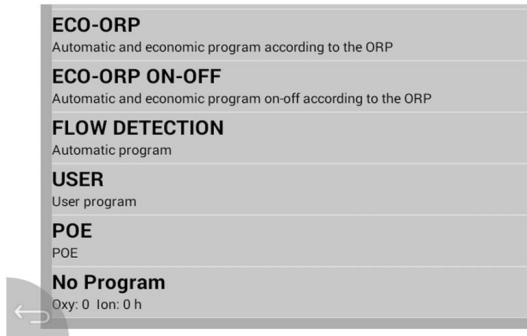 ECO-ORP
Automatic and economic program according to the ORP
ECO-ORP ON-OFF
Automatic and economic program on-off according to the ORP
FLOW DETECTION
Automatic program
USER
User program
POE
POE
No Program
Oxy: 0 Ion: 0 h